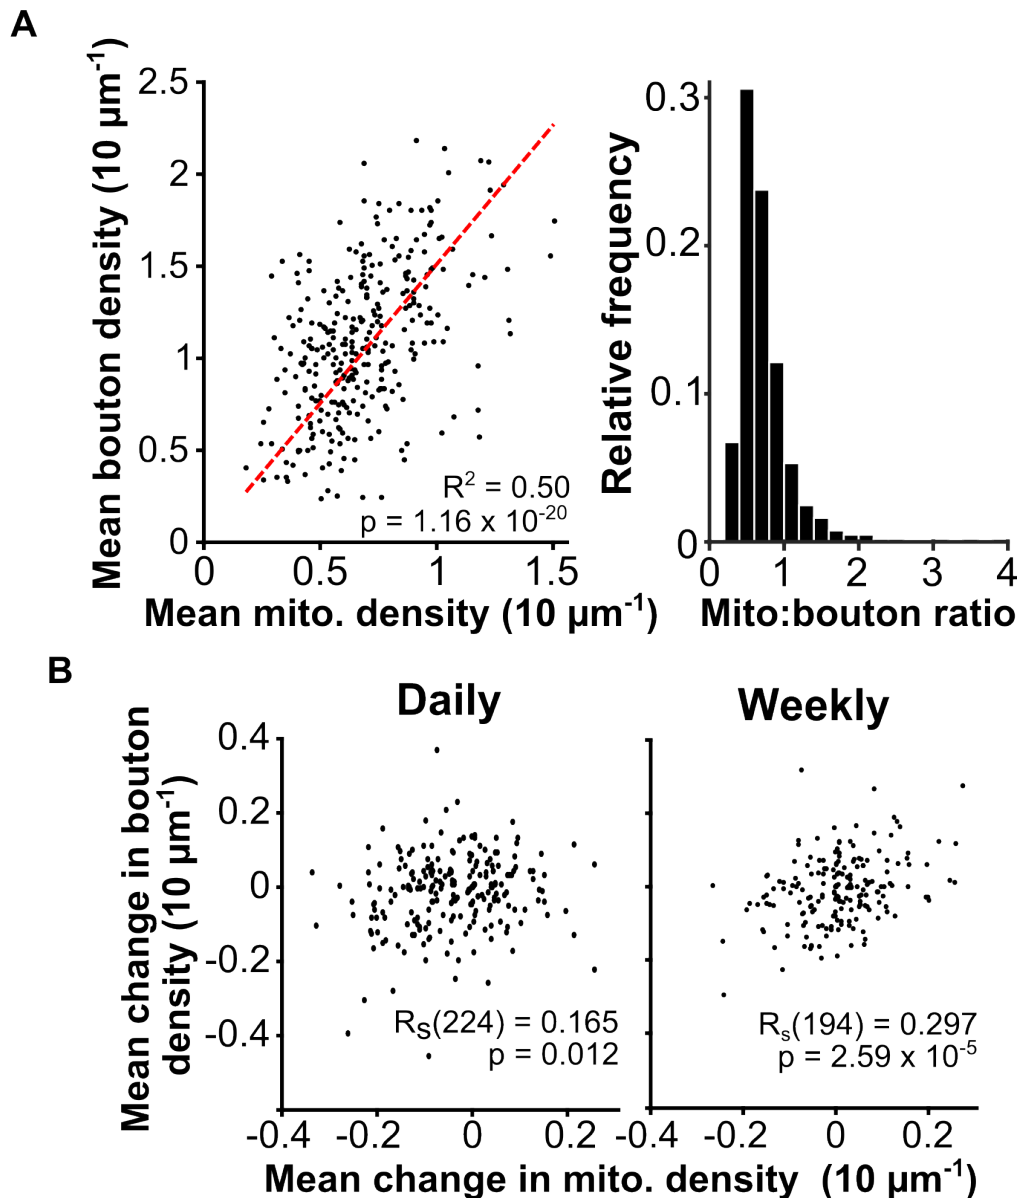 A
Mean bouton density (10 µm⁻¹)
2.5
2
1.5
1
0.5
0
R² = 0.50
p = 1.16 x 10⁻²⁰
0 0.5 1 1.5
Mean mito. density (10 µm⁻¹)
Relative frequency
0.3
0.2
0.1
0
0 1 2 3 4
Mito:bouton ratio
B
Mean change in bouton
density (10 µm⁻¹)
Daily
0.4
0.2
0
-0.2
-0.4
RS(224) = 0.165
p = 0.012
-0.4 -0.2 0 0.2
Weekly
Rs(194) = 0.297
p = 2.59 x 10⁻⁵
-0.4 -0.2 0 0.2
Mean change in mito. density (10 µm⁻¹)